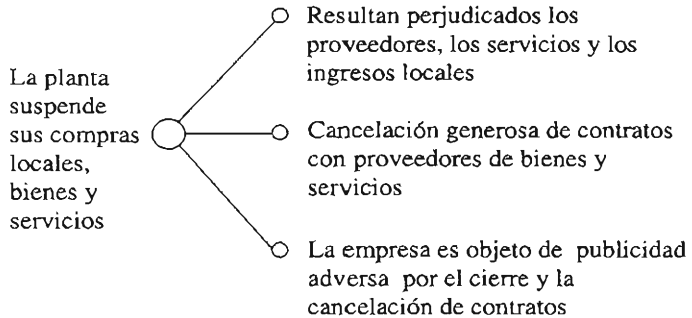 La planta
suspende
sus compras
locales,
bienes y
servicios
Resultan perjudicados los
proveedores, los servicios y los
ingresos locales
Cancelación generosa de contratos
con proveedores de bienes y
servicios
La empresa es objeto de publicidad
adversa por el cierre y la
cancelación de contratos